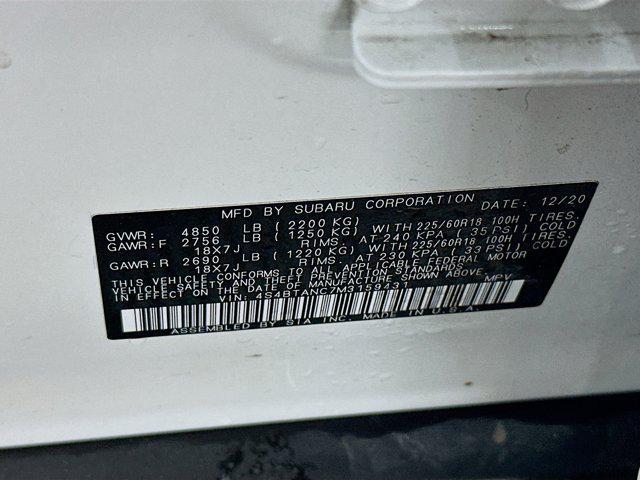 MFD BY SUBARU CORPORATION DATE: 12/20
GVWR: 4850 LB (2200 KG)
GAWR:F 2756 LB (1250 KG) WITH 225/60R18 100H TIRES,
18X7J RIMS, AT 240 KPA (35 PSI) COLD
GAWR:R 2690 LB (1220 KG) WITH 225/60R18 100H TIRES,
18X7J RIMS, AT 230 KPA (33 PSI) COLD
THIS VEHICLE CONFORMS TO ALL APPLICABLE FEDERAL MOTOR
VEHICLE SAFETY AND THEFT PREVENTION STANDARDS
IN EFFECT ON THE DATE OF MANUFACTURE SHOWN ABOVE.
VIN: 4S4BTANC2M3159431 MPV
ASSEMBLED BY SIA INC. MADE IN U.S.A.